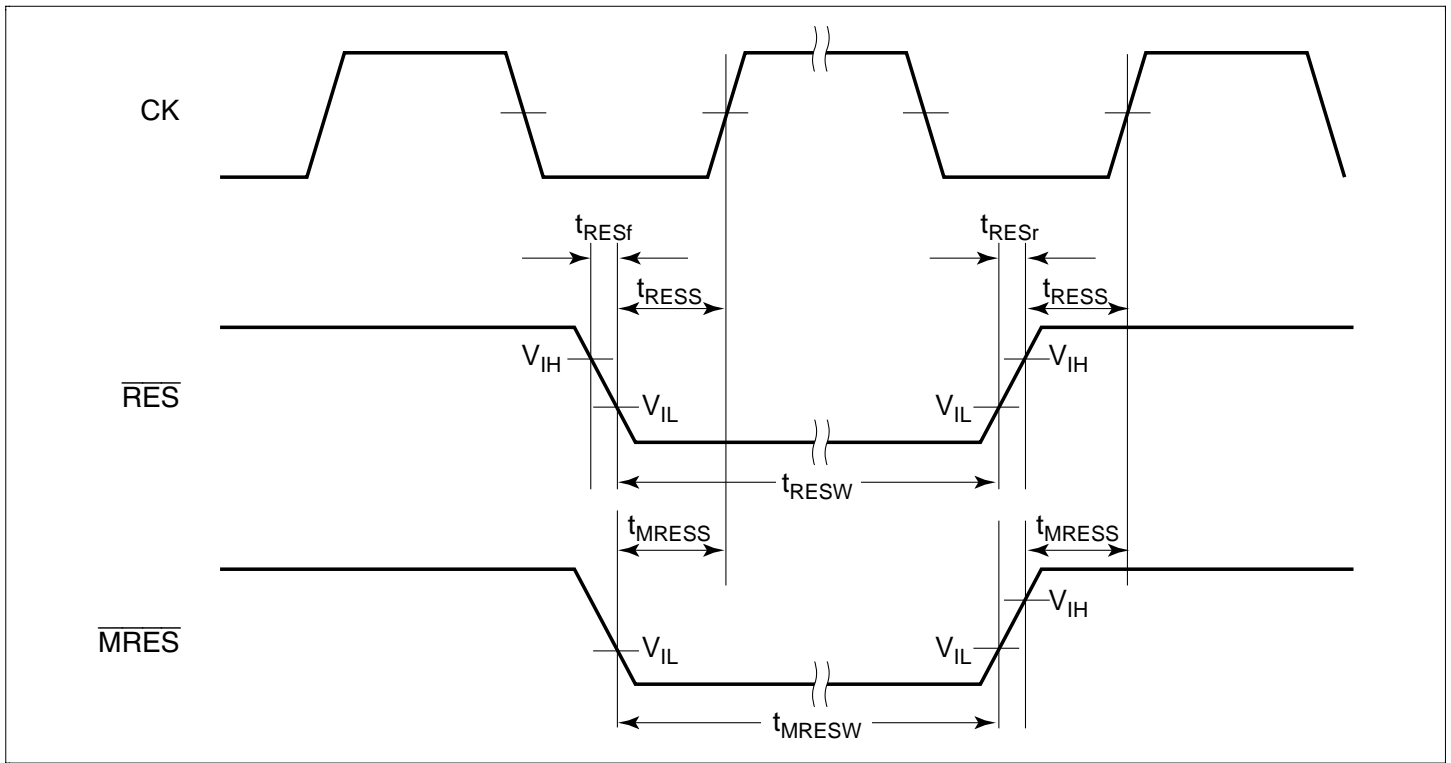 CK
tRESf
tRESr
tRESS
tRESS
VIH
VIH
RES
VIL
VIL
tRESW
tMRESS
tMRESS
VIH
MRES
VIL
VIL
tMRESW